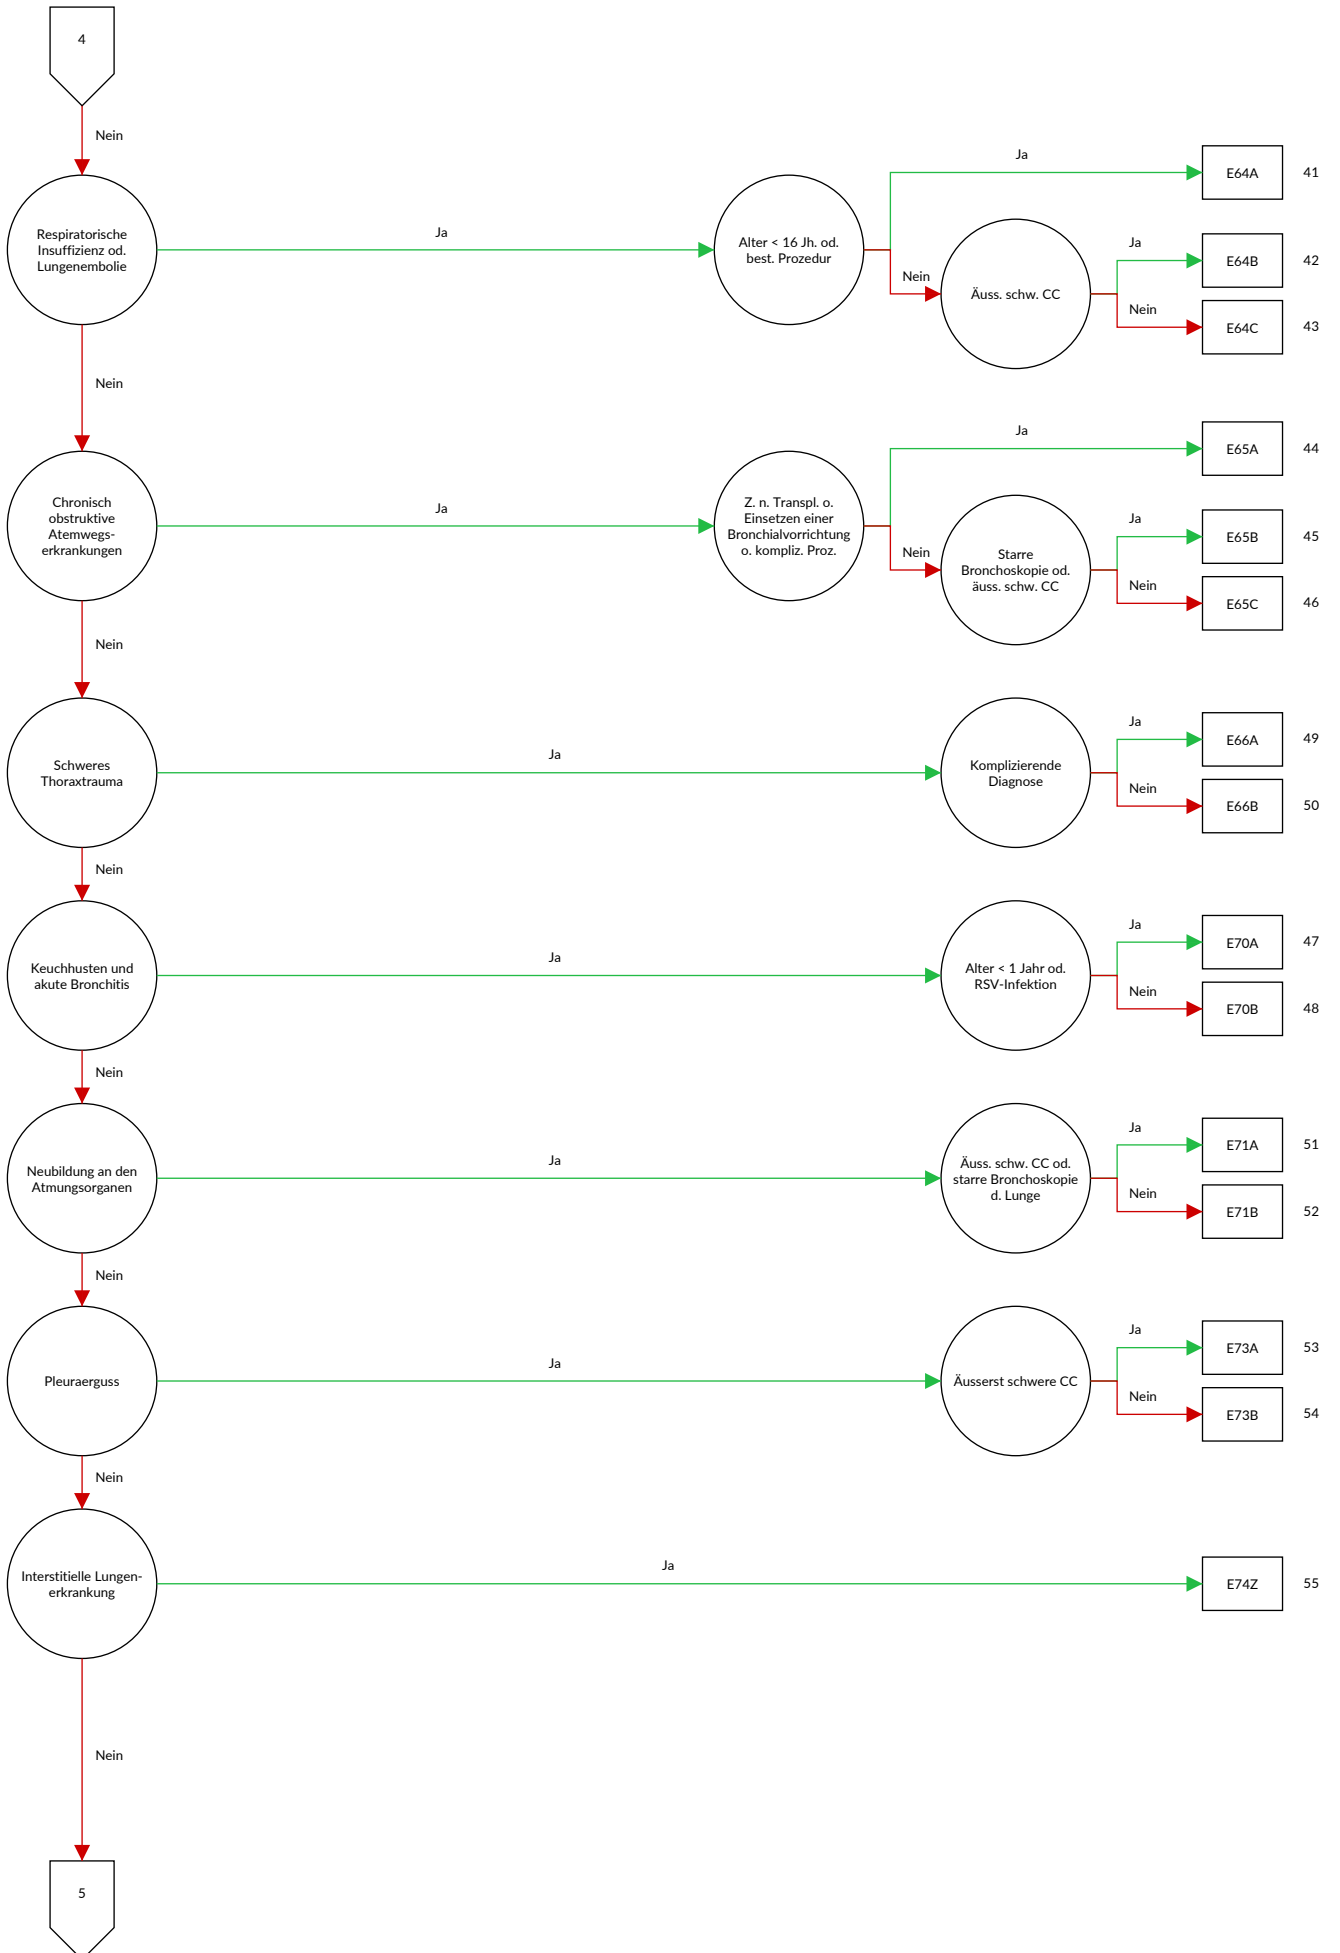 4
Nein
Respiratorische
Insuffizienz od.
Lungenembolie
Ja
Alter < 16 Jh. od.
best. Prozedur
Ja
E64A
41
Nein
Äuss. schw. CC
Ja
E64B
42
Nein
E64C
43
Nein
Chronisch
obstruktive
Atemwegs-
erkrankungen
Ja
Z. n. Transpl. o.
Einsetzen einer
Bronchialvorrichtung
o. kompliz. Proz.
Ja
E65A
44
Nein
Starre
Bronchoskopie od.
äuss. schw. CC
Ja
E65B
45
Nein
E65C
46
Nein
Schweres
Thoraxtrauma
Ja
Komplizierende
Diagnose
Ja
E66A
49
Nein
E66B
50
Nein
Keuchhusten und
akute Bronchitis
Ja
Alter < 1 Jahr od.
RSV-Infektion
Ja
E70A
47
Nein
E70B
48
Nein
Neubildung an den
Atmungsorganen
Ja
Äuss. schw. CC od.
starre Bronchoskopie
d. Lunge
Ja
E71A
51
Nein
E71B
52
Nein
Pleuraerguss
Ja
Äusserst schwere CC
Ja
E73A
53
Nein
E73B
54
Nein
Interstitielle Lungen-
erkrankung
Ja
E74Z
55
Nein
5